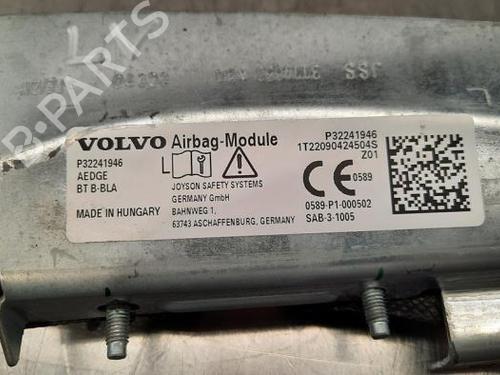 B-PARTS
SSF
VOLVO Airbag-Module
P32241946
AEDGE
BT B-BLA
MADE IN HUNGARY
JOYSON SAFETY SYSTEMS
GERMANY GmbH
BAHNWEG 1,
63743 ASCHAFFENBURG, GERMANY
P32241946
1T22090424504S
Z01
CE 0589
0589-P1-000502
SAB-3-1005